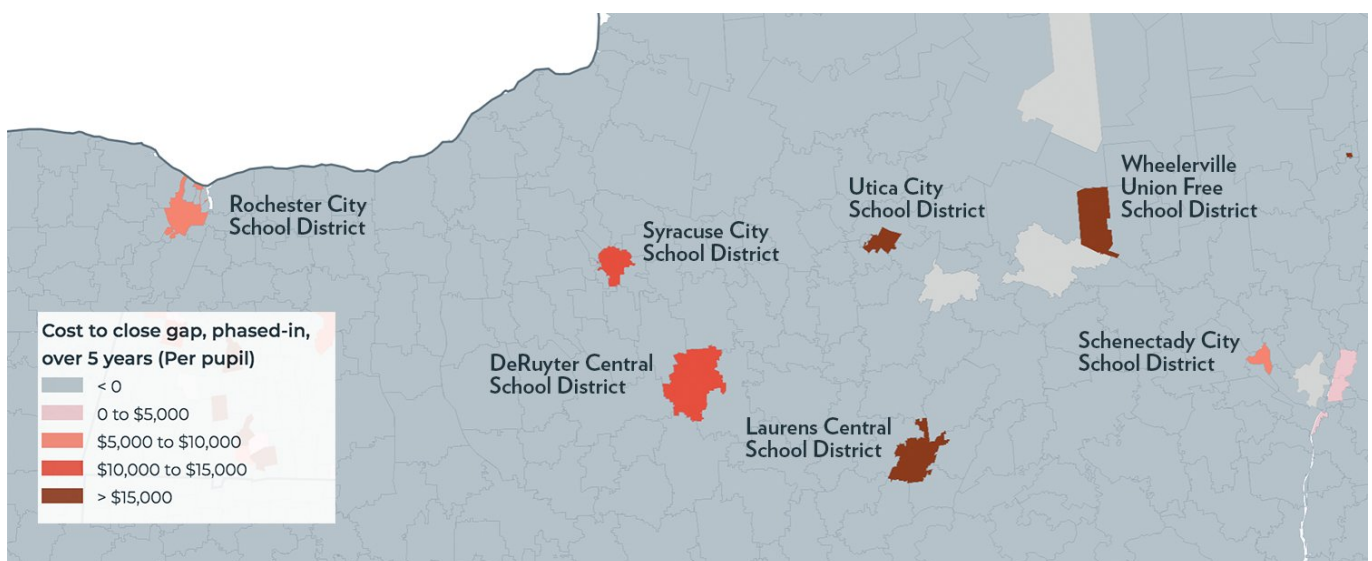 Wheelerville
Union Free
School District
Utica City
School District
Rochester City
School District
Syracuse City
School District
Cost to close gap, phased-in,
over 5 years (Per pupil)
< 0
0 to $5,000
$5,000 to $10,000
$10,000 to $15,000
> $15,000
DeRuyter Central
School District
Schenectady City
School District
Laurens Central
School District